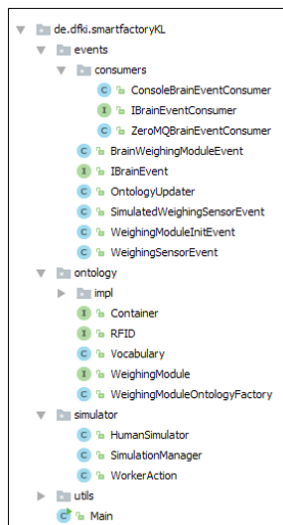 de.dfki.smartfactoryKL
events
consumers
C ConsoleBrainEventConsumer
I IBrainEventConsumer
C ZeroMQBrainEventConsumer
C BrainWeighingModuleEvent
I IBrainEvent
C OntologyUpdater
C SimulatedWeighingSensorEvent
C WeighingModuleInitEvent
C WeighingSensorEvent
ontology
impl
I Container
I RFID
C Vocabulary
I WeighingModule
C WeighingModuleOntologyFactory
simulator
C HumanSimulator
C SimulationManager
C WorkerAction
utils
C Main